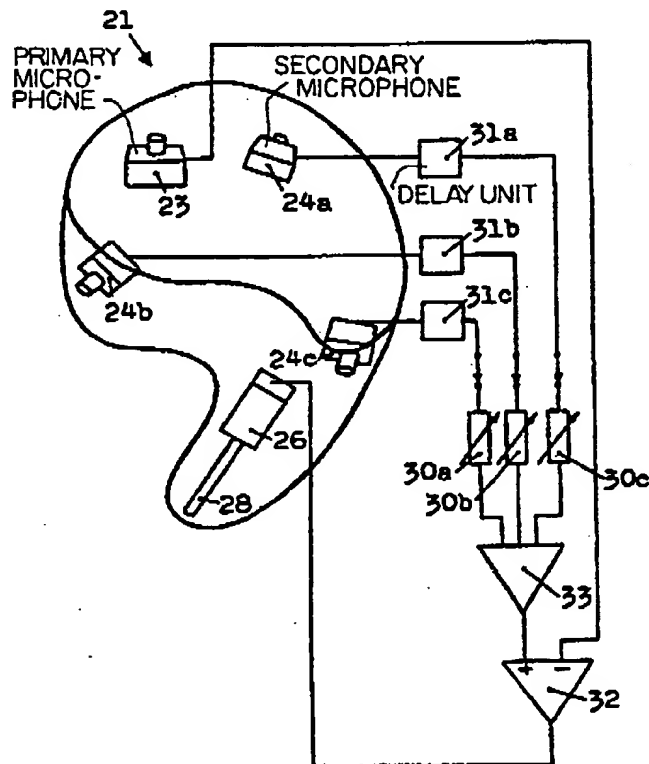 21
PRIMARY
MICRO-
PHONE
SECONDARY
MICROPHONE
23
24a
31a
DELAY UNIT
31b
24b
31c
24c
26
28
30a
30b
30c
33
+ −
32